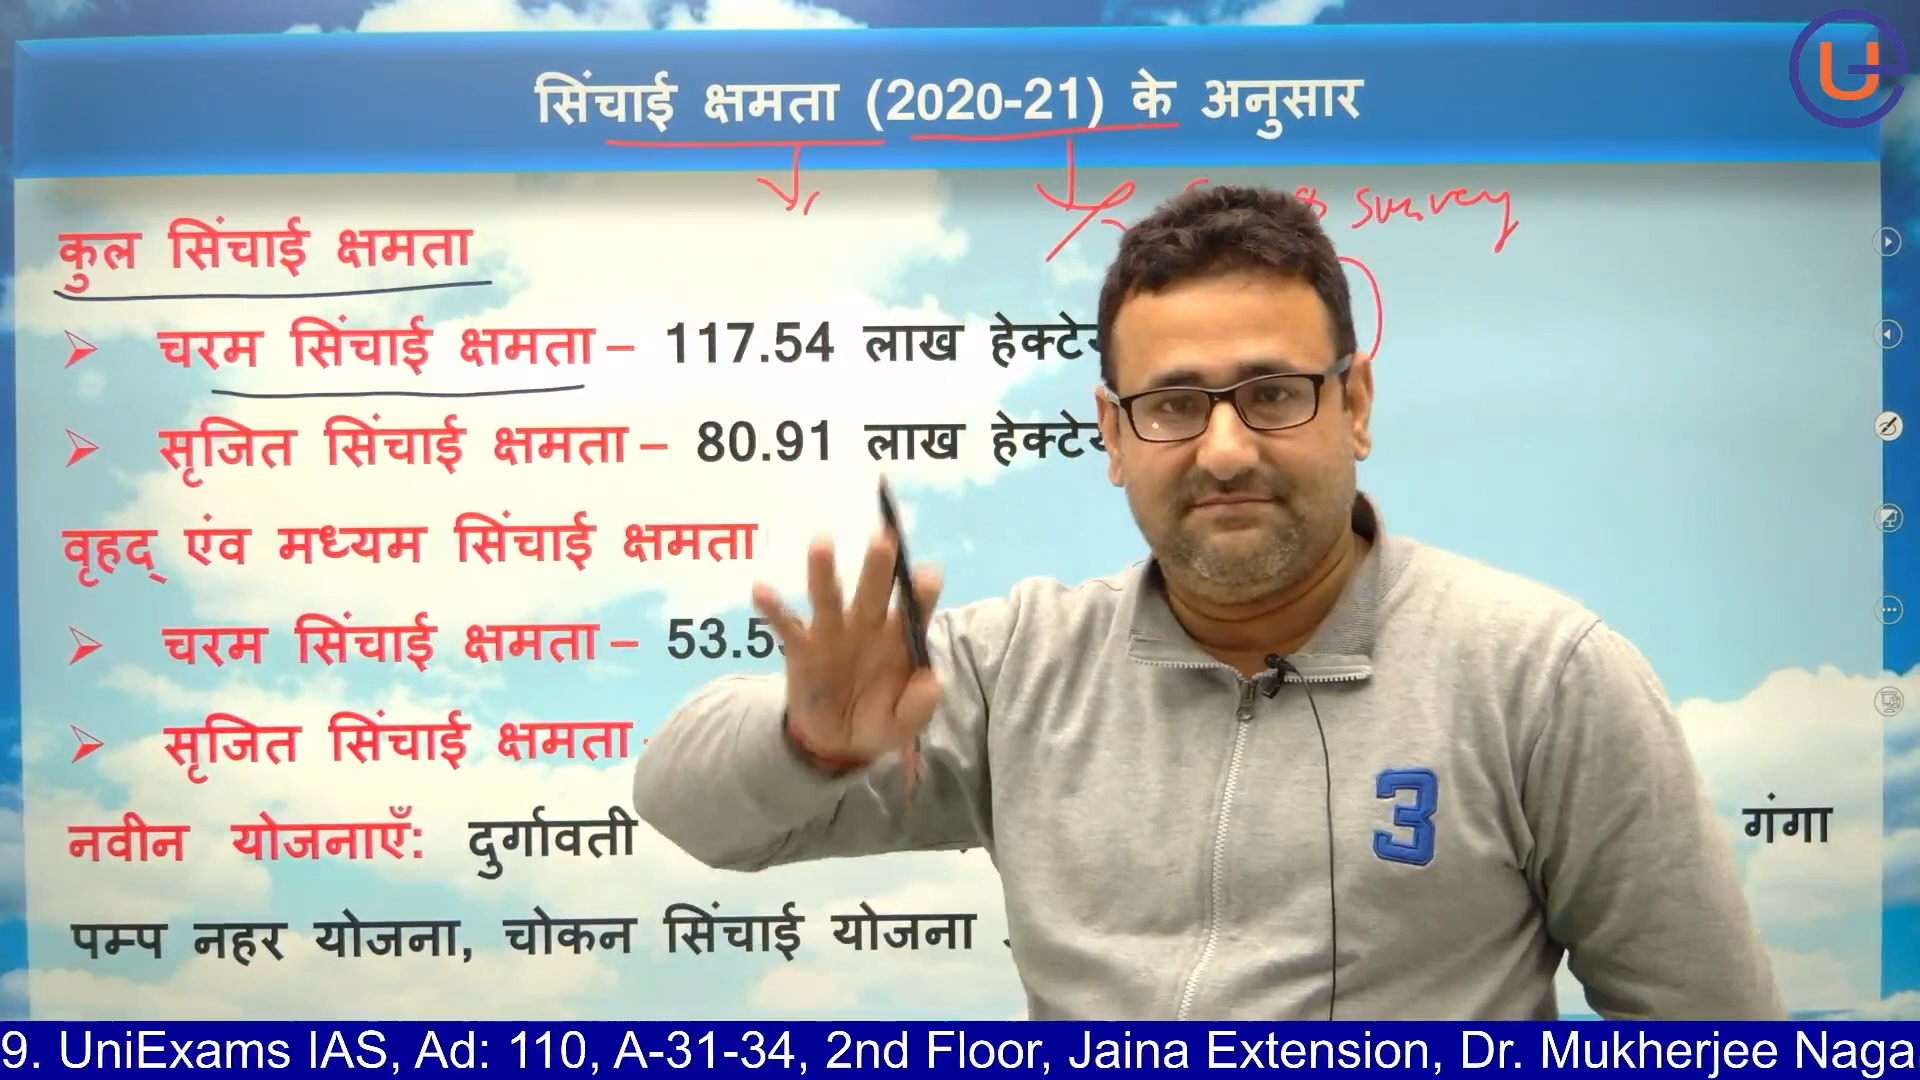 सिंचाई क्षमता (2020-21) के अनुसार
survey
कुल सिंचाई क्षमता
चरम सिंचाई क्षमता – 117.54 लाख
सृजित सिंचाई क्षमता – 80.91 लाख
वृहद् एंव मध्यम सिंचाई क्षमता
चरम सिंचाई क्षमता –
सृजित सिंचाई क्षमता
नवीन योजनाएँ: दुर्गावती गंगा
पम्प नहर योजना, चोकन सिंचाई योजना
3
9. UniExams IAS, Ad: 110, A-31-34, 2nd Floor, Jaina Extension, Dr. Mukherjee Naga